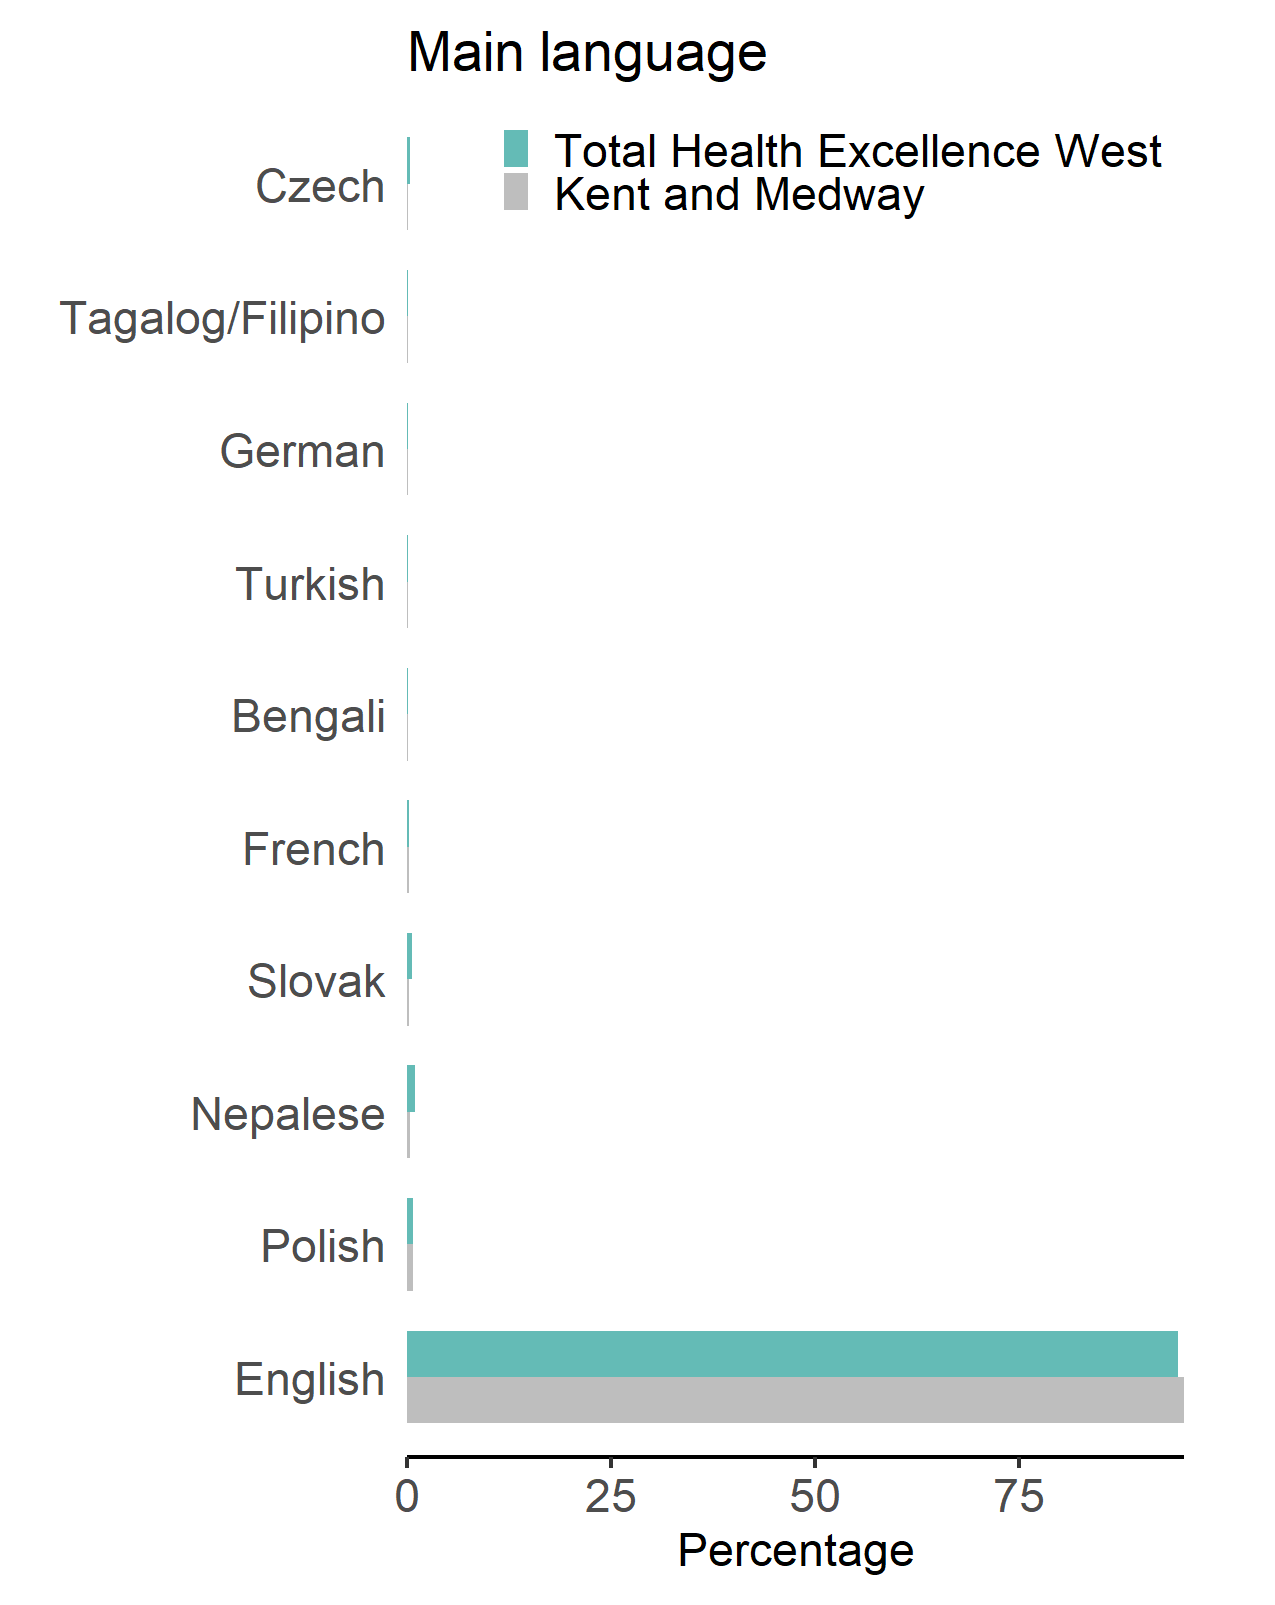 Main language
Total Health Excellence West
Kent and Medway
Czech
Tagalog/Filipino
German
Turkish
Bengali
French
Slovak
Nepalese
Polish
English
0 25 50 75
Percentage